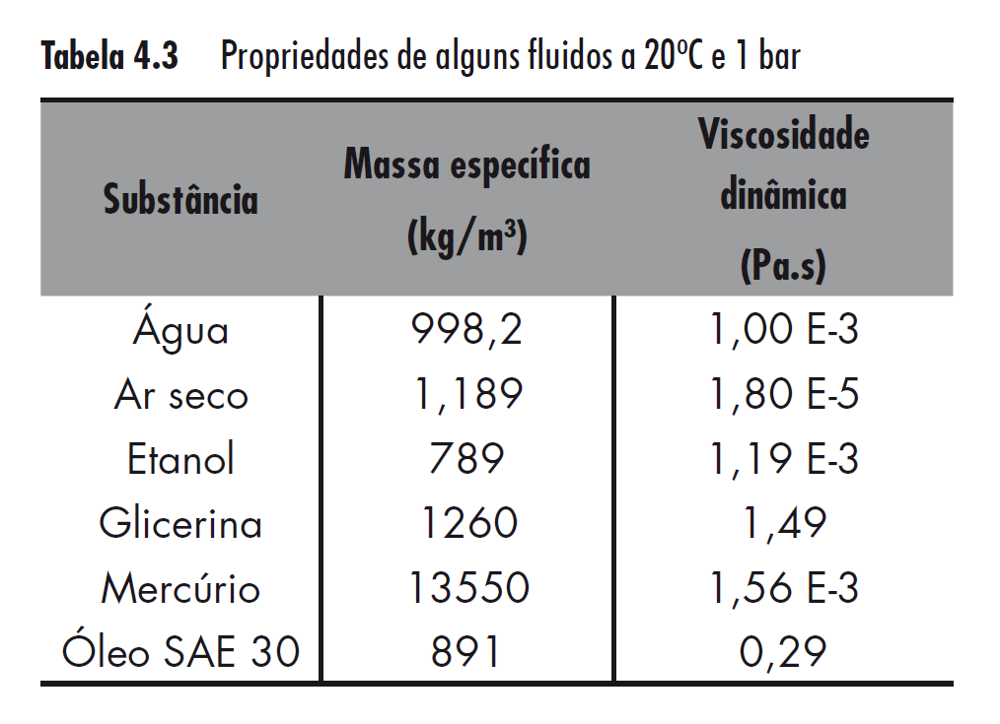 Tabela 4.3 Propriedades de alguns fluidos a 20ºC e 1 bar
Substância Massa específica (kg/m³) Viscosidade dinâmica (Pa.s)
Água 998,2 1,00 E-3
Ar seco 1,189 1,80 E-5
Etanol 789 1,19 E-3
Glicerina 1260 1,49
Mercúrio 13550 1,56 E-3
Óleo SAE 30 891 0,29